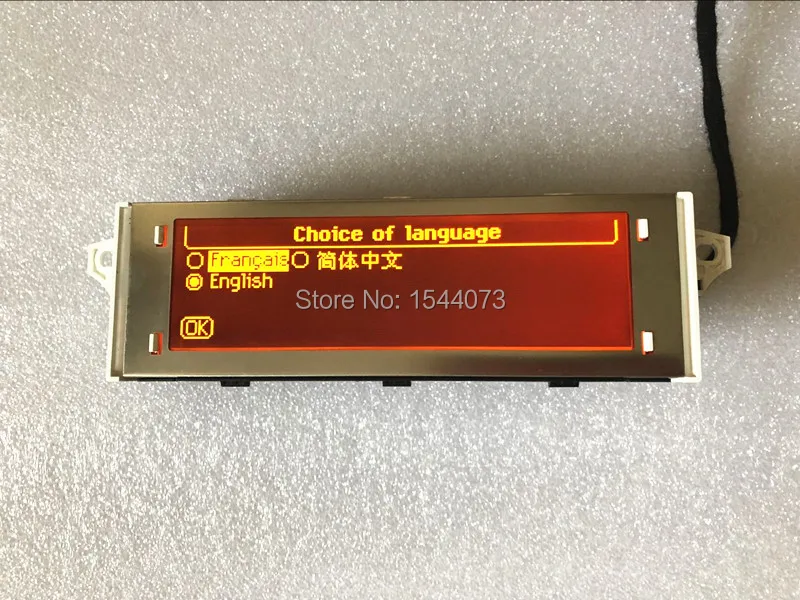 Choice of language
Français 简体中文
English
Store No: 1544073
OK